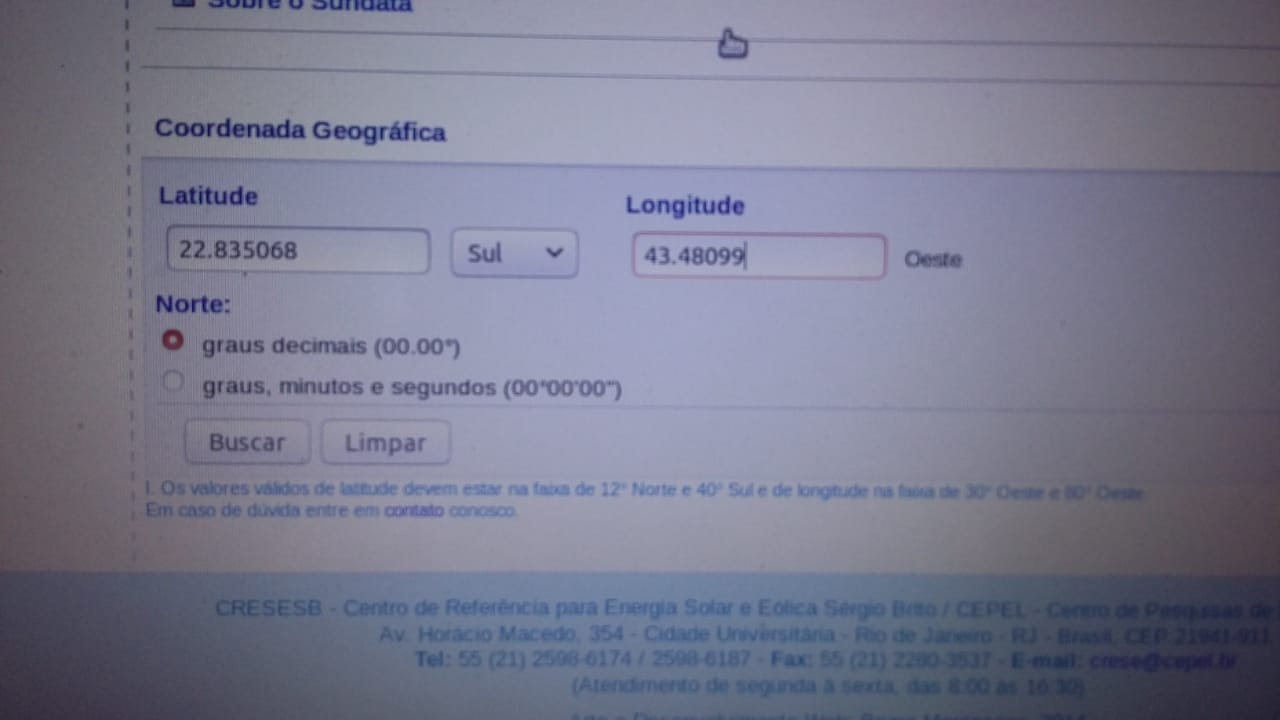 Sobre o Sundata
Coordenada Geográfica
Latitude
Longitude
22.835068
Sul
43.48099
Oeste
Norte:
graus decimais (00.00°)
graus, minutos e segundos (00°00'00")
Buscar
Limpar
Os valores válidos de latitude devem estar na faixa de 12° Norte e 40° Sul e de longitude na faixa de 30° Oeste e 80° Oeste
Em caso de dúvida entre em contato conosco.
CRESESB - Centro de Referência para Energia Solar e Eólica Sérgio Brito / CEPEL - Centro de Pesquisas de
Av. Horácio Macedo, 354 - Cidade Universitária - Rio de Janeiro - RJ - Brasil, CEP 21941-911
Tel: 55 (21) 2598-6174 / 2598-6187 - Fax: 55 (21) 2260-3537 - E-mail: crese@cepel.br
(Atendimento de segunda à sexta, das 8:00 às 16:30)